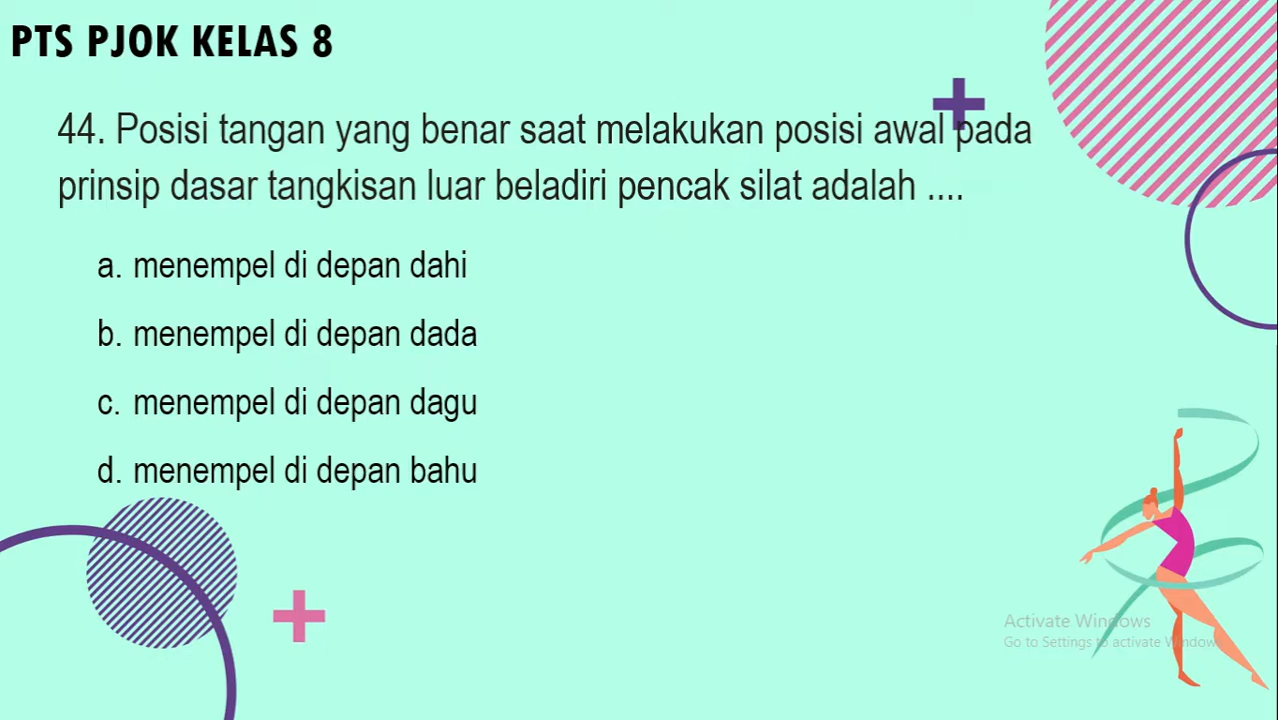 PTS PJOK KELAS 8
44. Posisi tangan yang benar saat melakukan posisi awal pada
prinsip dasar tangkisan luar beladiri pencak silat adalah ....
a. menempel di depan dahi
b. menempel di depan dada
c. menempel di depan dagu
d. menempel di depan bahu
Activate Windows
Go to Settings to activate Windows